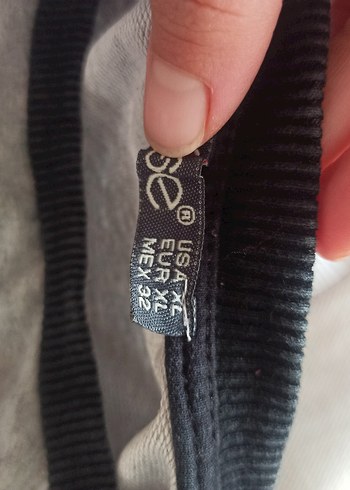 se®
USA XL
EUR XL
MEX 32